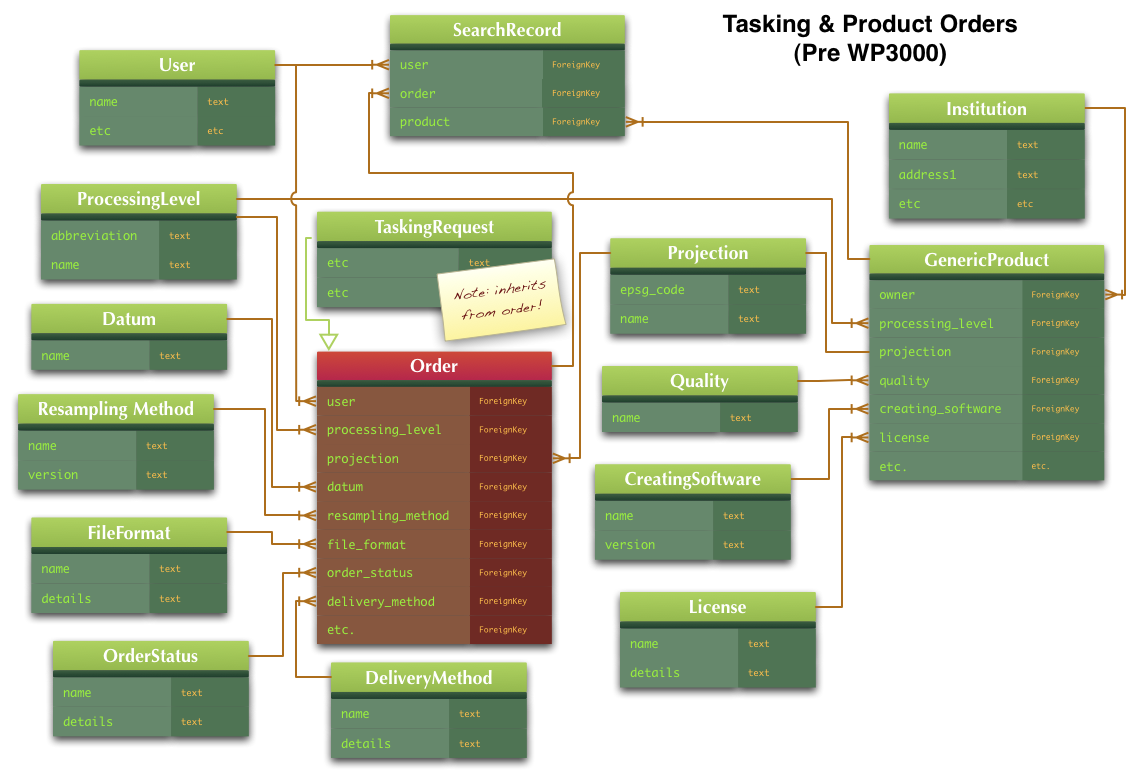 Tasking & Product Orders
(Pre WP3000)
SearchRecord
user ForeignKey
order ForeignKey
product ForeignKey
User
name text
etc etc
Institution
name text
address1 text
etc etc
ProcessingLevel
abbreviation text
name text
TaskingRequest
etc text
etc
Note: inherits
from order!
Projection
epsg_code text
name text
GenericProduct
owner ForeignKey
processing_level ForeignKey
projection ForeignKey
quality ForeignKey
creating_software ForeignKey
license ForeignKey
etc. etc.
Datum
name text
Order
user ForeignKey
processing_level ForeignKey
projection ForeignKey
datum ForeignKey
resampling_method ForeignKey
file_format ForeignKey
order_status ForeignKey
delivery_method ForeignKey
etc. ForeignKey
Quality
name text
Resampling Method
name text
version text
CreatingSoftware
name text
version text
FileFormat
name text
details text
License
name text
details text
OrderStatus
name text
details text
DeliveryMethod
name text
details text